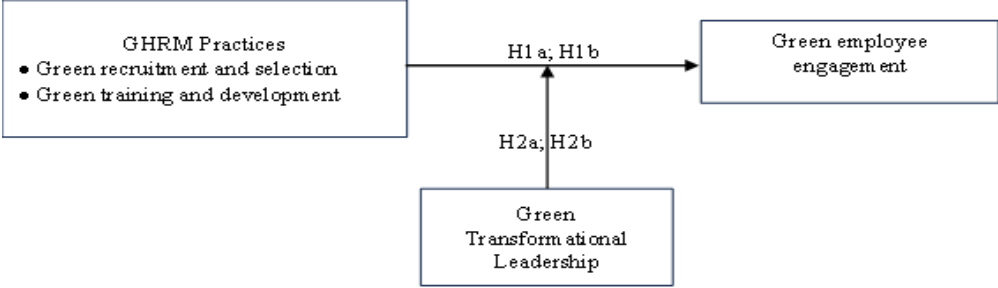 GHRM Practices
● Green recruitment and selection
● Green training and development
H1a; H1b
Green employee
engagement
H2a; H2b
Green
Transformational
Leadership